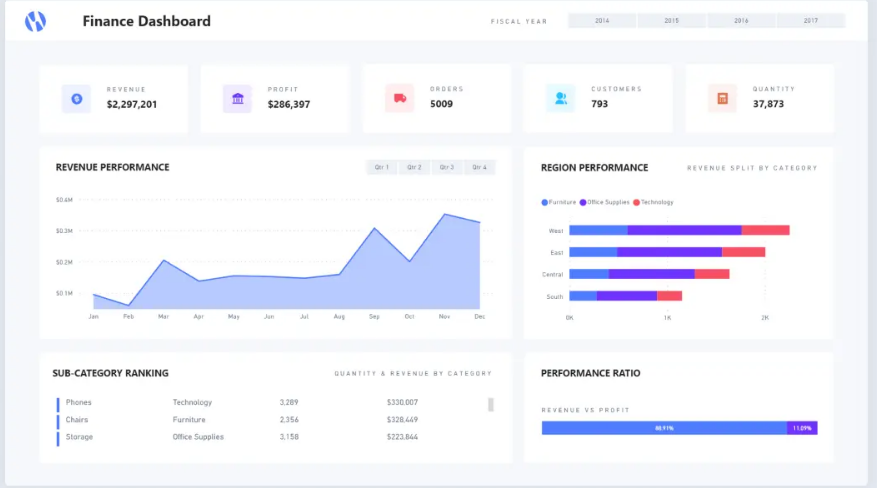 Finance Dashboard
FISCAL YEAR
2014 2015 2016 2017
REVENUE
$2,297,201
PROFIT
$286,397
ORDERS
5009
CUSTOMERS
793
QUANTITY
37,873
REVENUE PERFORMANCE
Qtr 1 Qtr 2 Qtr 3 Qtr 4
$0.4M
$0.3M
$0.2M
$0.1M
Jan Feb Mar Apr May Jun Jul Aug Sep Oct Nov Dec
REGION PERFORMANCE
REVENUE SPLIT BY CATEGORY
Furniture Office Supplies Technology
West
East
Central
South
0K 1K 2K
SUB-CATEGORY RANKING
QUANTITY & REVENUE BY CATEGORY
Phones Technology 3,289 $330,007
Chairs Furniture 2,356 $328,449
Storage Office Supplies 3,158 $223,844
PERFORMANCE RATIO
REVENUE VS PROFIT
88.91% 11.09%